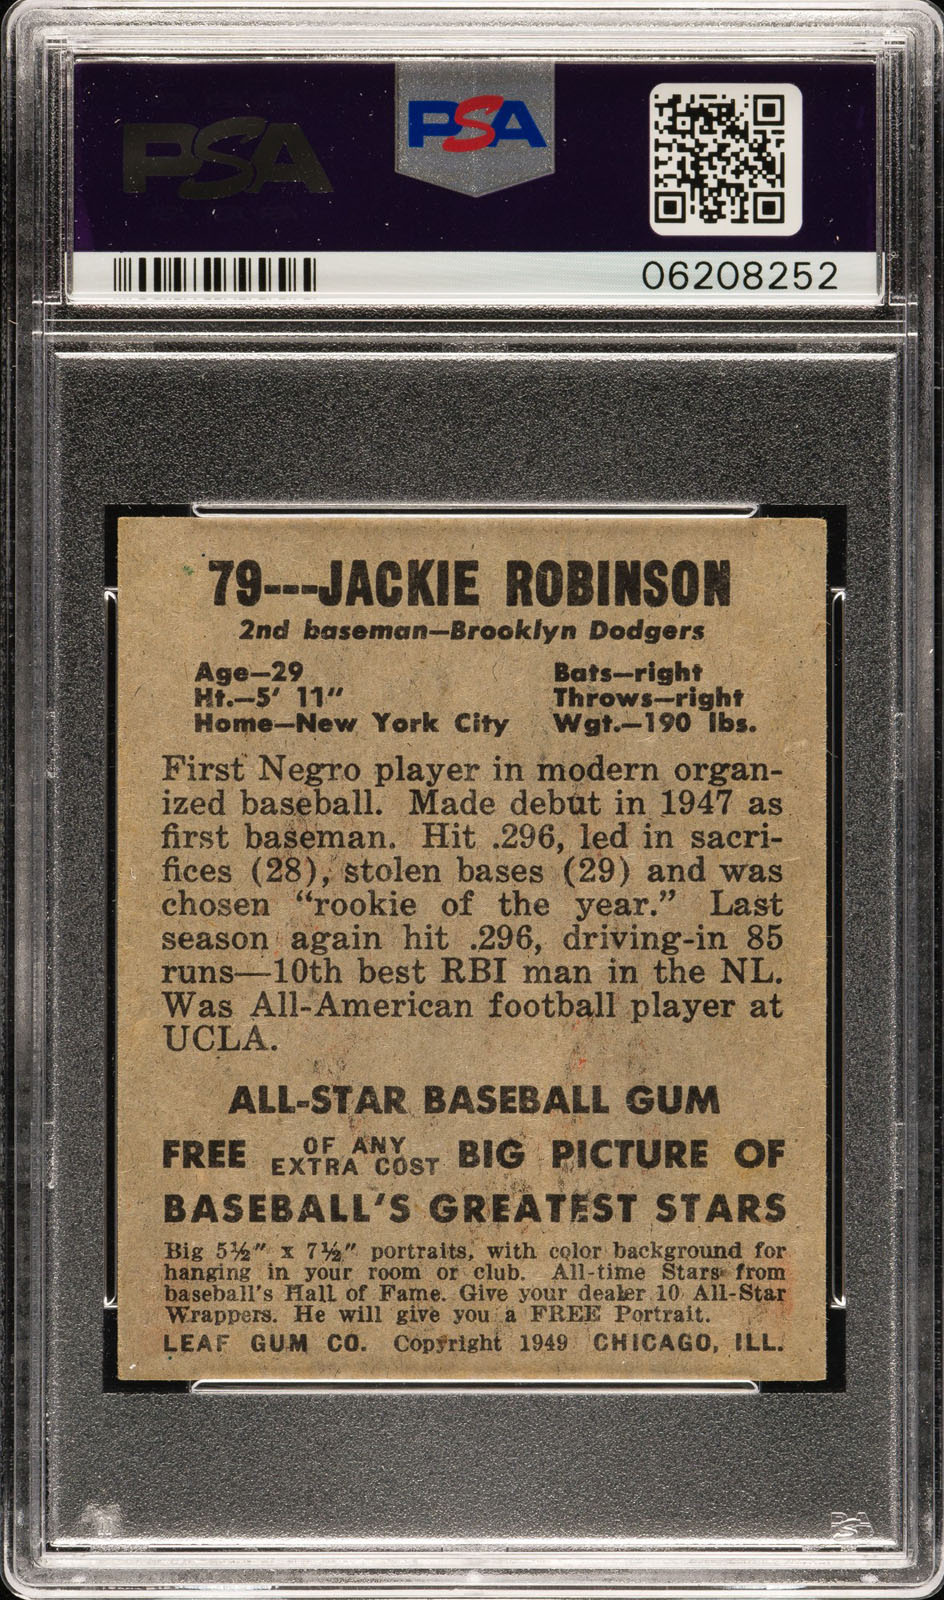 PSA
PSA
06208252
79---JACKIE ROBINSON
2nd baseman—Brooklyn Dodgers
Age—29 Bats—right
Ht.—5' 11" Throws—right
Home—New York City Wgt.—190 lbs.
First Negro player in modern organ-
ized baseball. Made debut in 1947 as
first baseman. Hit .296, led in sacri-
fices (28), stolen bases (29) and was
chosen "rookie of the year." Last
season again hit .296, driving-in 85
runs—10th best RBI man in the NL.
Was All-American football player at
UCLA.
ALL-STAR BASEBALL GUM
FREE OF ANY EXTRA COST BIG PICTURE OF
BASEBALL'S GREATEST STARS
Big 5½" x 7½" portraits, with color background for
hanging in your room or club. All-time Stars from
baseball's Hall of Fame. Give your dealer 10 All-Star
Wrappers. He will give you a FREE Portrait.
LEAF GUM CO. Copyright 1949 CHICAGO, ILL.
PSA